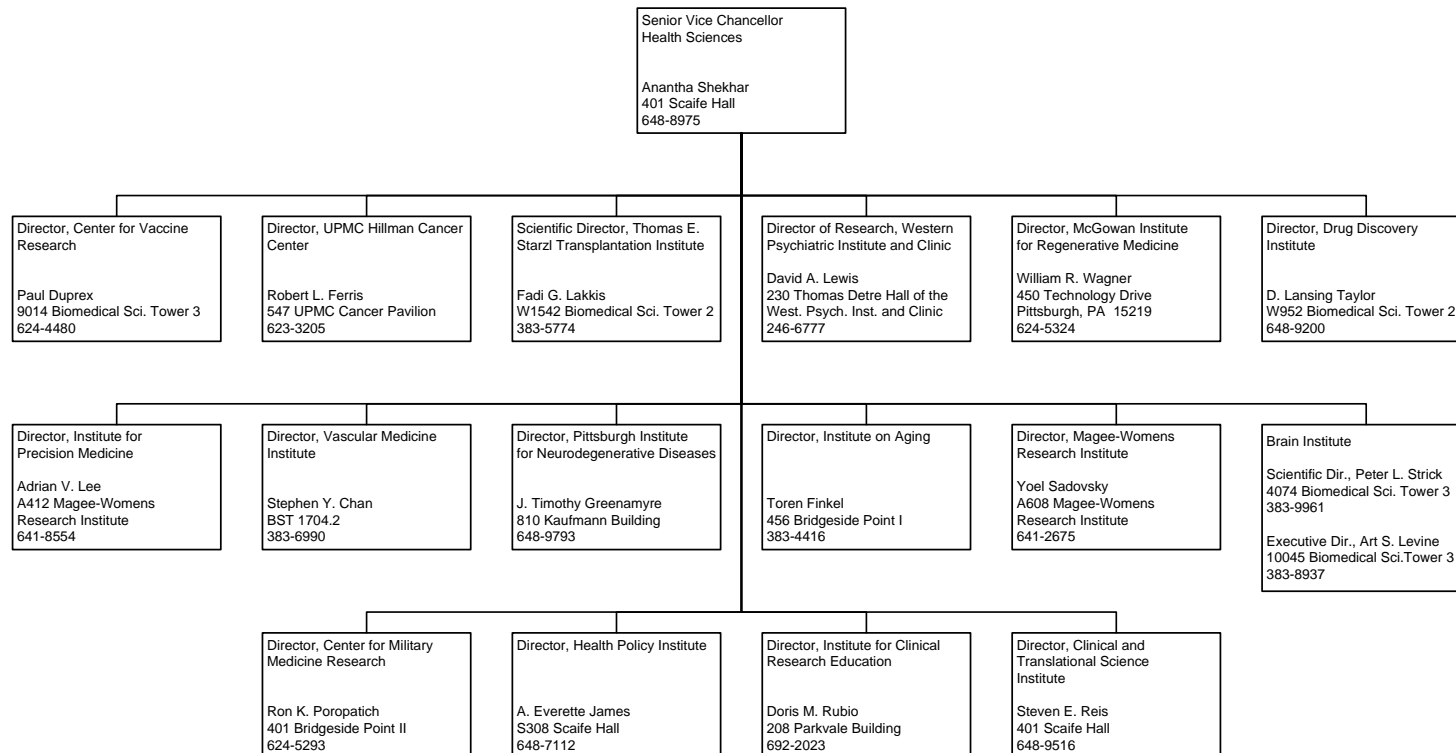 Senior Vice Chancellor
Health Sciences
Anantha Shekhar
401 Scaife Hall
648-8975
Director, Center for Vaccine
Research
Paul Duprex
9014 Biomedical Sci. Tower 3
624-4480
Director, UPMC Hillman Cancer
Center
Robert L. Ferris
547 UPMC Cancer Pavilion
623-3205
Scientific Director, Thomas E.
Starzl Transplantation Institute
Fadi G. Lakkis
W1542 Biomedical Sci. Tower 2
383-5774
Director of Research, Western
Psychiatric Institute and Clinic
David A. Lewis
230 Thomas Detre Hall of the
West. Psych. Inst. and Clinic
246-6777
Director, McGowan Institute
for Regenerative Medicine
William R. Wagner
450 Technology Drive
Pittsburgh, PA 15219
624-5324
Director, Drug Discovery
Institute
D. Lansing Taylor
W952 Biomedical Sci. Tower 2
648-9200
Director, Institute for
Precision Medicine
Adrian V. Lee
A412 Magee-Womens
Research Institute
641-8554
Director, Vascular Medicine
Institute
Stephen Y. Chan
BST 1704.2
383-6990
Director, Pittsburgh Institute
for Neurodegenerative Diseases
J. Timothy Greenamyre
810 Kaufmann Building
648-9793
Director, Institute on Aging
Toren Finkel
456 Bridgeside Point I
383-4416
Director, Magee-Womens
Research Institute
Yoel Sadovsky
A608 Magee-Womens
Research Institute
641-2675
Brain Institute
Scientific Dir., Peter L. Strick
4074 Biomedical Sci. Tower 3
383-9961
Executive Dir., Art S. Levine
10045 Biomedical Sci.Tower 3
383-8937
Director, Center for Military
Medicine Research
Ron K. Poropatich
401 Bridgeside Point II
624-5293
Director, Health Policy Institute
A. Everette James
S308 Scaife Hall
648-7112
Director, Institute for Clinical
Research Education
Doris M. Rubio
208 Parkvale Building
692-2023
Director, Clinical and
Translational Science
Institute
Steven E. Reis
401 Scaife Hall
648-9516